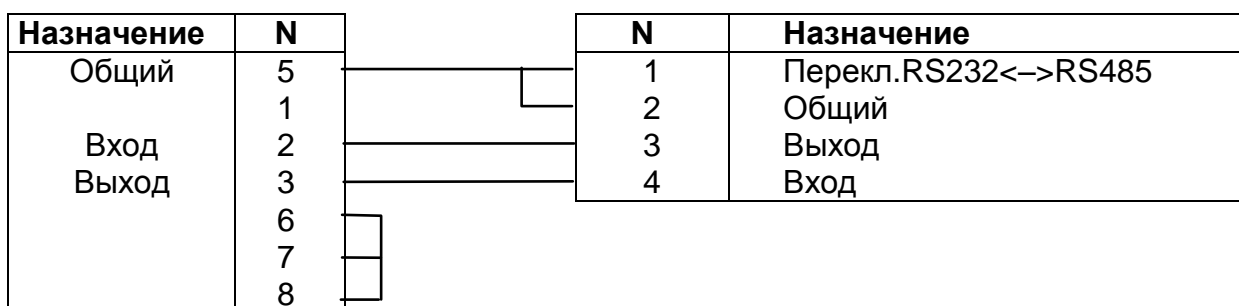 Назначение N N Назначение
Общий 5 1 Перекл.RS232<–>RS485
1 2 Общий
Вход 2 3 Выход
Выход 3 4 Вход
6
7
8